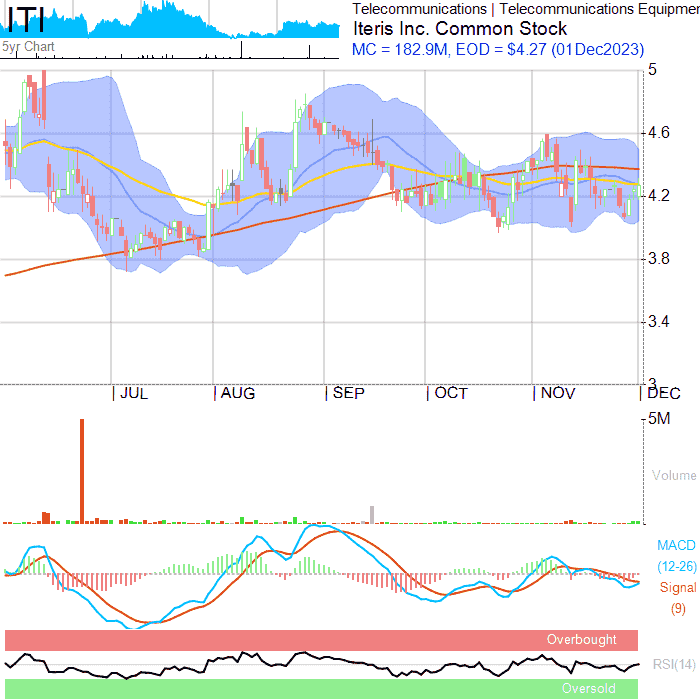 ITI
5yr Chart
Telecommunications | Telecommunications Equipmen
Iteris Inc. Common Stock
MC = 182.9M, EOD = $4.27 (01Dec2023)
5
4.6
4.2
3.8
3.4
3
JUL AUG SEP OCT NOV DEC
5M
Volume
MACD
(12-26)
Signal
(9)
Overbought
RSI(14)
Oversold